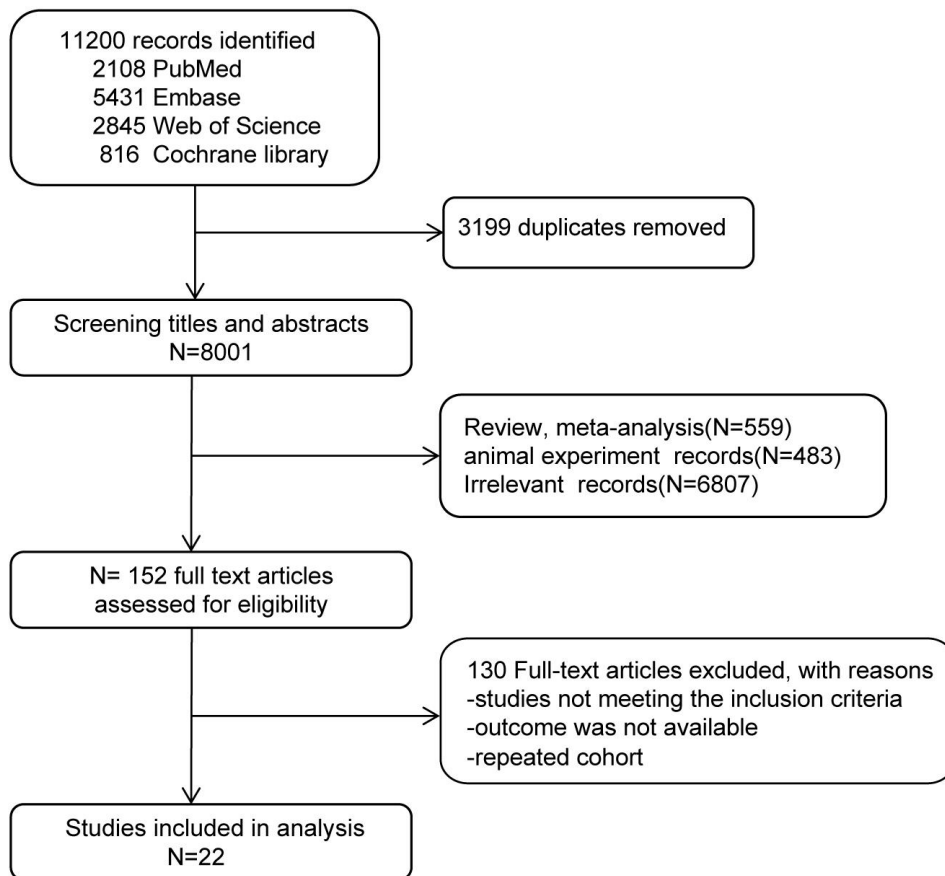 11200 records identified
2108 PubMed
5431 Embase
2845 Web of Science
816 Cochrane library
3199 duplicates removed
Screening titles and abstracts
N=8001
Review, meta-analysis(N=559)
animal experiment records(N=483)
Irrelevant records(N=6807)
N= 152 full text articles
assessed for eligibility
130 Full-text articles excluded, with reasons
-studies not meeting the inclusion criteria
-outcome was not available
-repeated cohort
Studies included in analysis
N=22